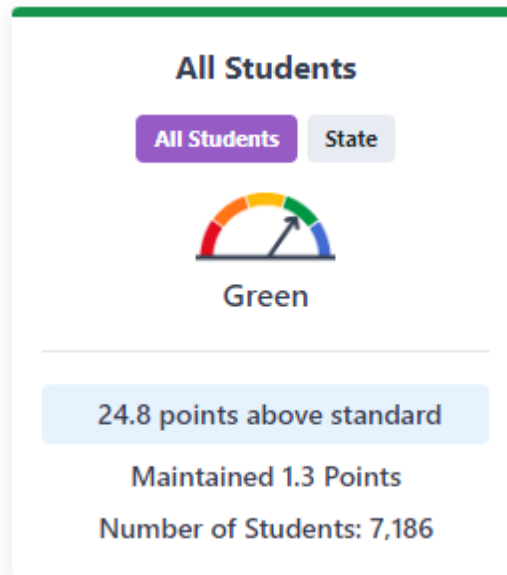 All Students
All Students State
Green
24.8 points above standard
Maintained 1.3 Points
Number of Students: 7,186